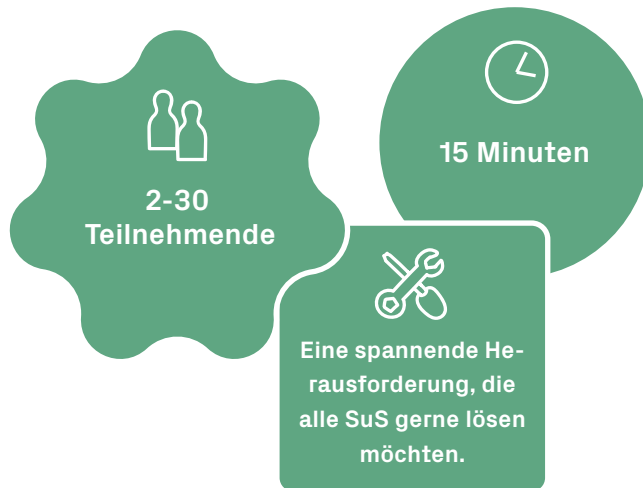 2-30
Teilnehmende
15 Minuten
Eine spannende He-
rausforderung, die
alle SuS gerne lösen
möchten.